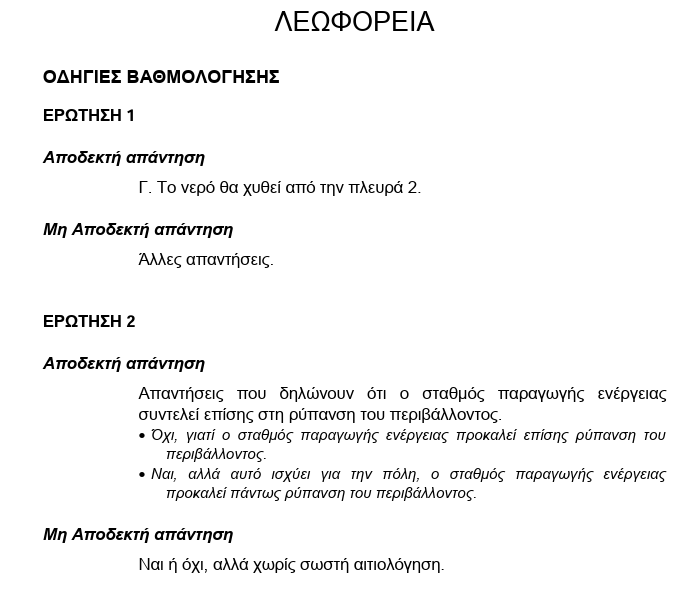 ΛΕΩΦΟΡΕΙΑ
ΟΔΗΓΙΕΣ ΒΑΘΜΟΛΟΓΗΣΗΣ
ΕΡΩΤΗΣΗ 1
Αποδεκτή απάντηση
Γ. Το νερό θα χυθεί από την πλευρά 2.
Μη Αποδεκτή απάντηση
Άλλες απαντήσεις.
ΕΡΩΤΗΣΗ 2
Αποδεκτή απάντηση
Απαντήσεις που δηλώνουν ότι ο σταθμός παραγωγής ενέργειας
συντελεί επίσης στη ρύπανση του περιβάλλοντος.
• Όχι, γιατί ο σταθμός παραγωγής ενέργειας προκαλεί επίσης ρύπανση του
περιβάλλοντος.
• Ναι, αλλά αυτό ισχύει για την πόλη, ο σταθμός παραγωγής ενέργειας
προκαλεί πάντως ρύπανση του περιβάλλοντος.
Μη Αποδεκτή απάντηση
Ναι ή όχι, αλλά χωρίς σωστή αιτιολόγηση.